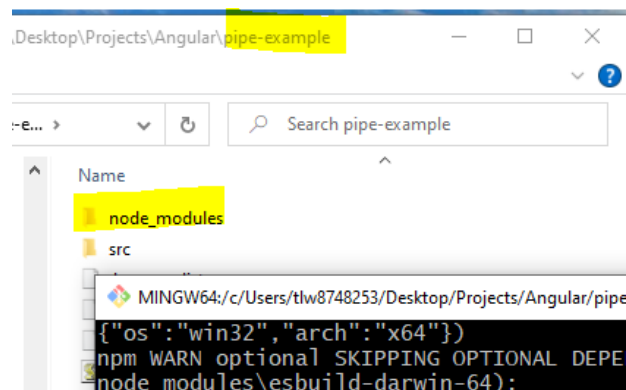 \Desktop\Projects\Angular\pipe-example
Search pipe-example
Name
node_modules
src
MINGW64:/c/Users/tlw8748253/Desktop/Projects/Angular/pipe
{"os":"win32","arch":"x64"})
npm WARN optional SKIPPING OPTIONAL DEPE
node_modules\esbuild-darwin-64):